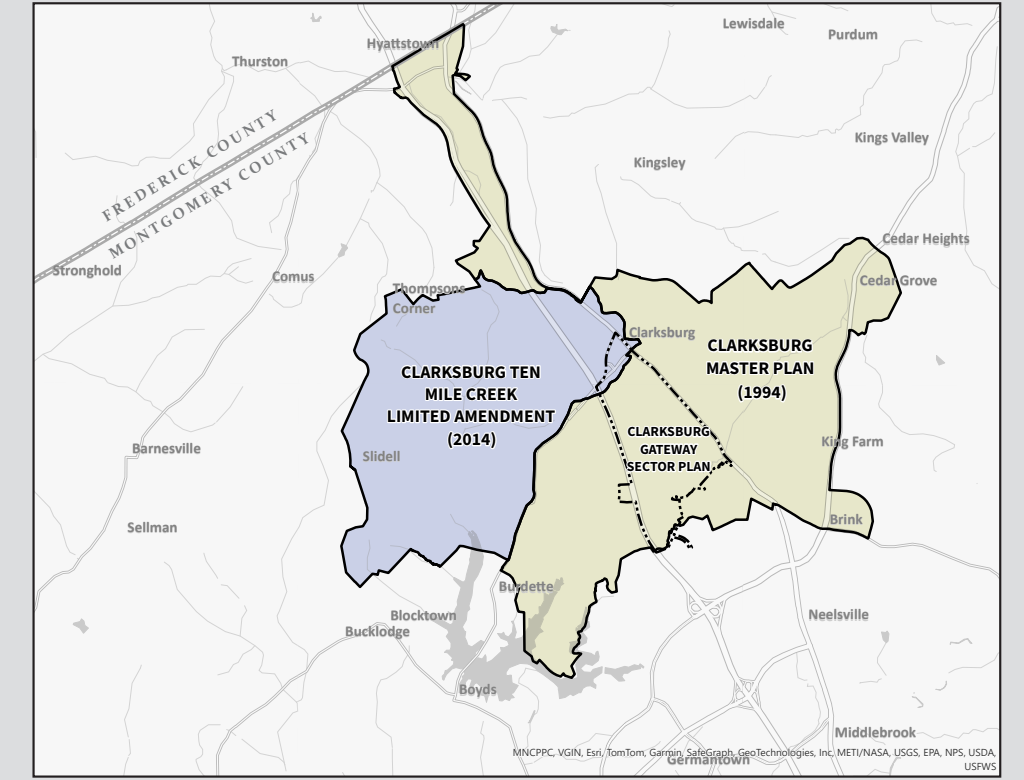 Lewisdale
Purdum
Hyattstown
Thurston
FREDERICK COUNTY
MONTGOMERY COUNTY
Kings Valley
Kingsley
Cedar Heights
Stronghold
Comus
Cedar Grove
Thompsons
Corner
Clarksburg
CLARKSBURG
MASTER PLAN
(1994)
CLARKSBURG TEN
MILE CREEK
LIMITED AMENDMENT
(2014)
CLARKSBURG
GATEWAY
SECTOR PLAN
King Farm
Barnesville
Slidell
Sellman
Brink
Burdette
Blocktown
Bucklodge
Neelsville
Boyds
Middlebrook
Germantown
MNCPPC, VGIN, Esri, TomTom, Garmin, SafeGraph, GeoTechnologies, Inc, METI/NASA, USGS, EPA, NPS, USDA,
USFWS